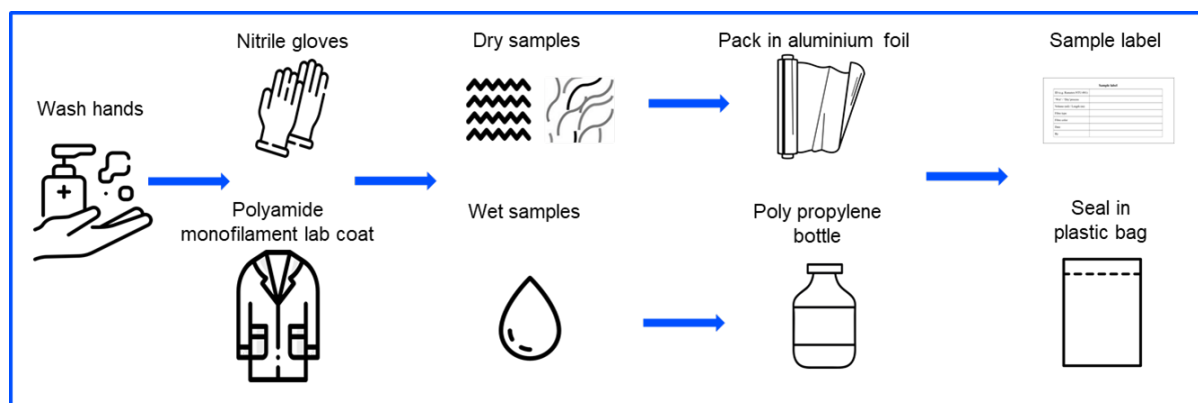 Wash hands
Nitrile gloves
Polyamide
monofilament lab coat
Dry samples
Wet samples
Pack in aluminium foil
Poly propylene
bottle
Sample label
Sample label
Seal in
plastic bag